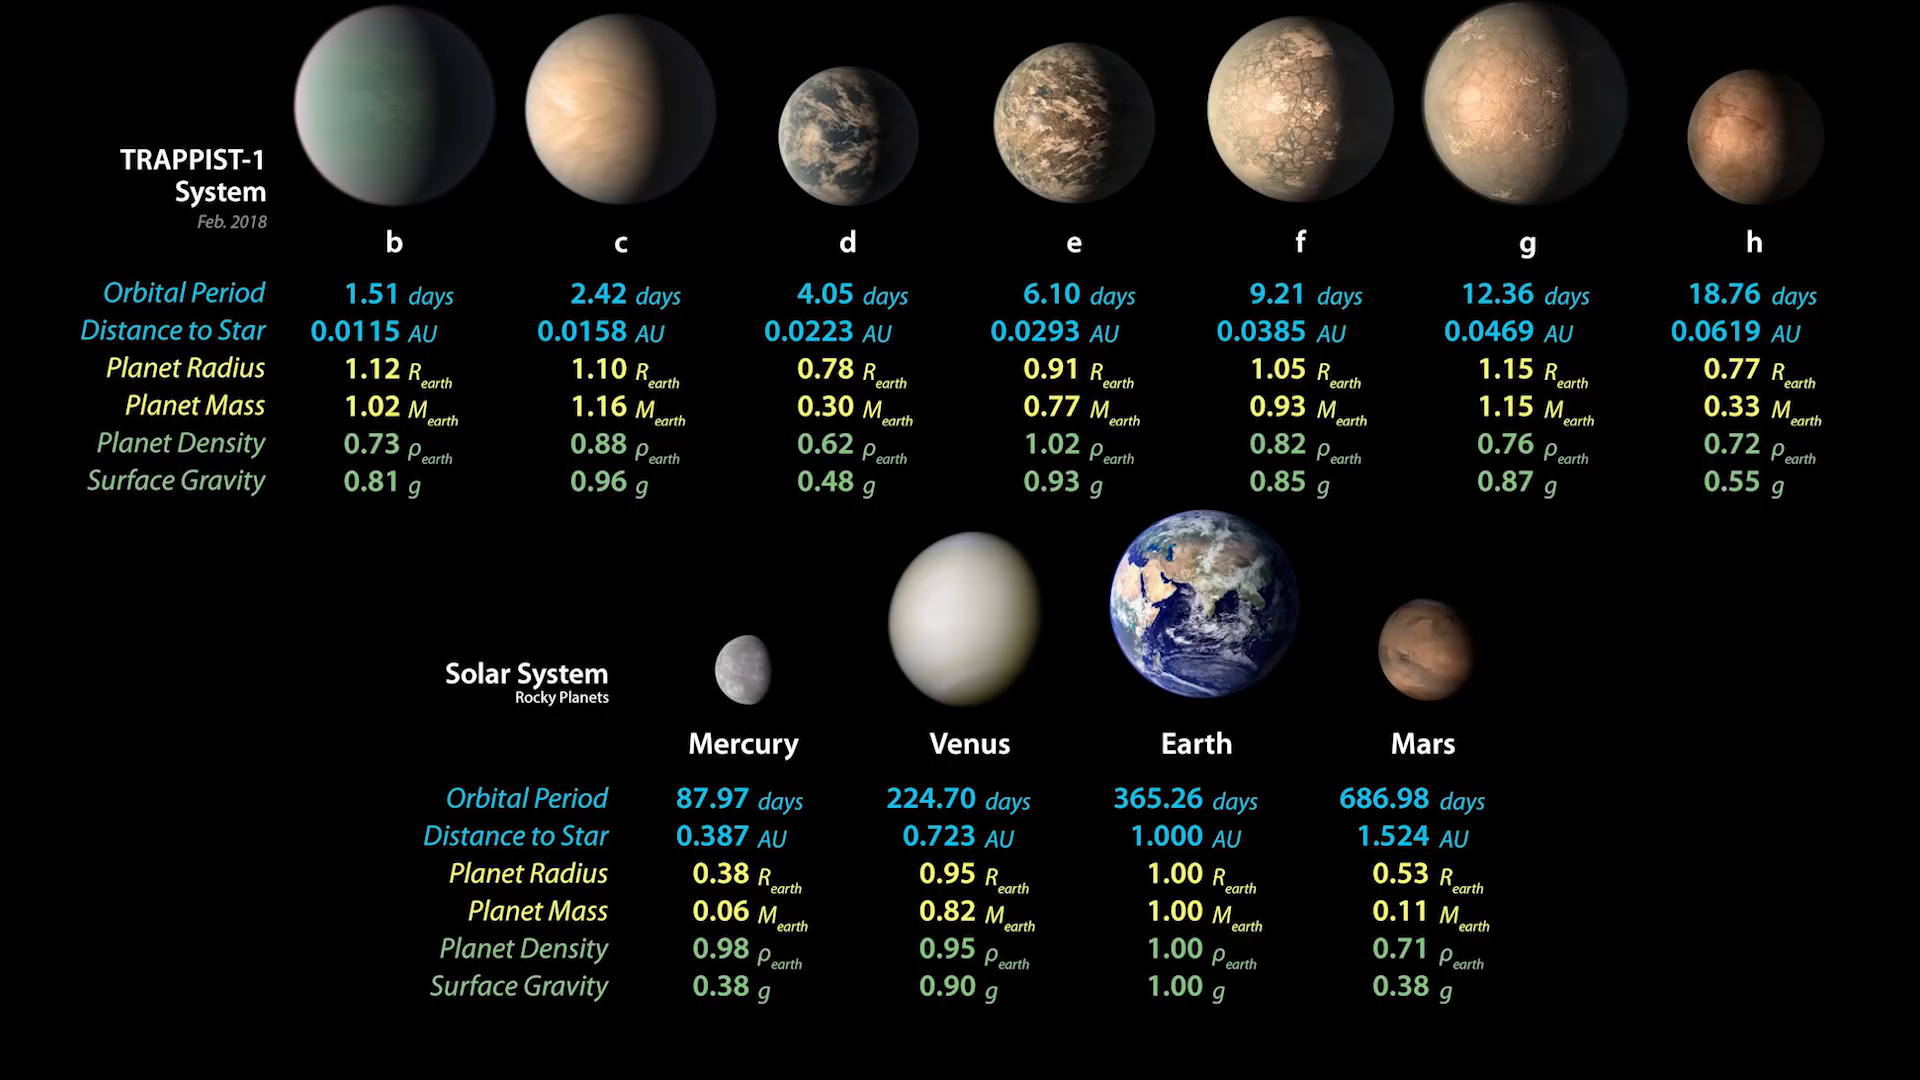 TRAPPIST-1
System
Feb. 2018
b c d e f g h
Orbital Period 1.51 days 2.42 days 4.05 days 6.10 days 9.21 days 12.36 days 18.76 days
Distance to Star 0.0115 AU 0.0158 AU 0.0223 AU 0.0293 AU 0.0385 AU 0.0469 AU 0.0619 AU
Planet Radius 1.12 Rearth 1.10 Rearth 0.78 Rearth 0.91 Rearth 1.05 Rearth 1.15 Rearth 0.77 Rearth
Planet Mass 1.02 Mearth 1.16 Mearth 0.30 Mearth 0.77 Mearth 0.93 Mearth 1.15 Mearth 0.33 Mearth
Planet Density 0.73 ρearth 0.88 ρearth 0.62 ρearth 1.02 ρearth 0.82 ρearth 0.76 ρearth 0.72 ρearth
Surface Gravity 0.81 g 0.96 g 0.48 g 0.93 g 0.85 g 0.87 g 0.55 g
Solar System
Rocky Planets
Mercury Venus Earth Mars
Orbital Period 87.97 days 224.70 days 365.26 days 686.98 days
Distance to Star 0.387 AU 0.723 AU 1.000 AU 1.524 AU
Planet Radius 0.38 Rearth 0.95 Rearth 1.00 Rearth 0.53 Rearth
Planet Mass 0.06 Mearth 0.82 Mearth 1.00 Mearth 0.11 Mearth
Planet Density 0.98 ρearth 0.95 ρearth 1.00 ρearth 0.71 ρearth
Surface Gravity 0.38 g 0.90 g 1.00 g 0.38 g